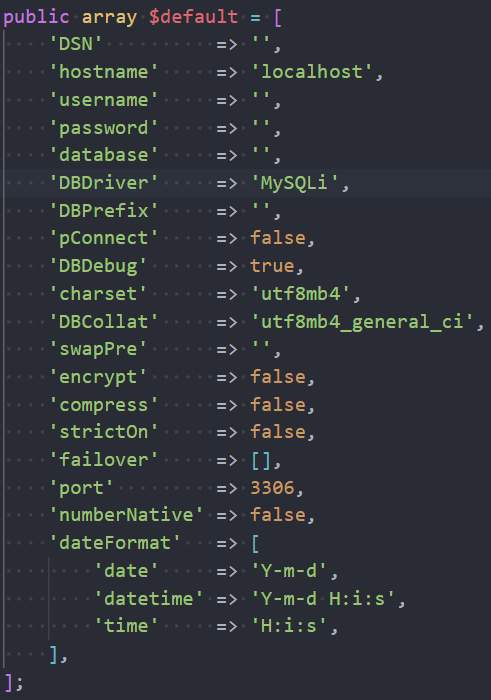 public array $default = [
    'DSN'          => '',
    'hostname'     => 'localhost',
    'username'     => '',
    'password'     => '',
    'database'     => '',
    'DBDriver'     => 'MySQLi',
    'DBPrefix'     => '',
    'pConnect'     => false,
    'DBDebug'      => true,
    'charset'      => 'utf8mb4',
    'DBCollat'     => 'utf8mb4_general_ci',
    'swapPre'      => '',
    'encrypt'      => false,
    'compress'     => false,
    'strictOn'     => false,
    'failover'     => [],
    'port'         => 3306,
    'numberNative' => false,
    'dateFormat'   => [
        'date'     => 'Y-m-d',
        'datetime' => 'Y-m-d H:i:s',
        'time'     => 'H:i:s',
    ],
];